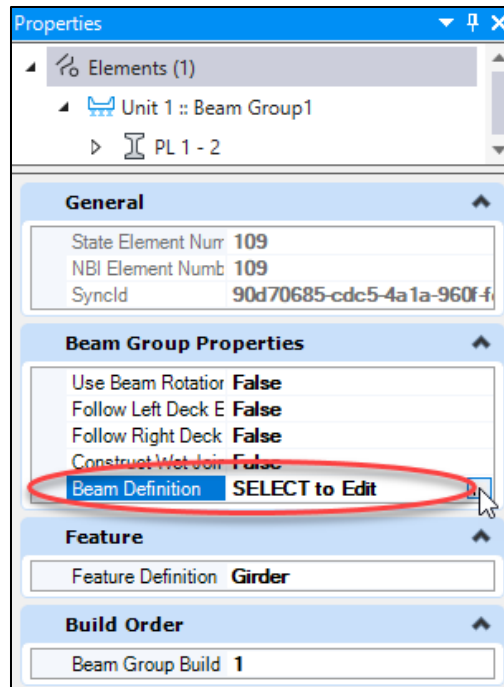 Properties
Elements (1)
Unit 1 :: Beam Group1
PL 1 - 2
General
State Element Num 109
NBI Element Numb 109
SyncId 90d70685-cdc5-4a1a-960f-f
Beam Group Properties
Use Beam Rotation False
Follow Left Deck E False
Follow Right Deck False
Construct Wet Join False
Beam Definition SELECT to Edit
Feature
Feature Definition Girder
Build Order
Beam Group Build 1